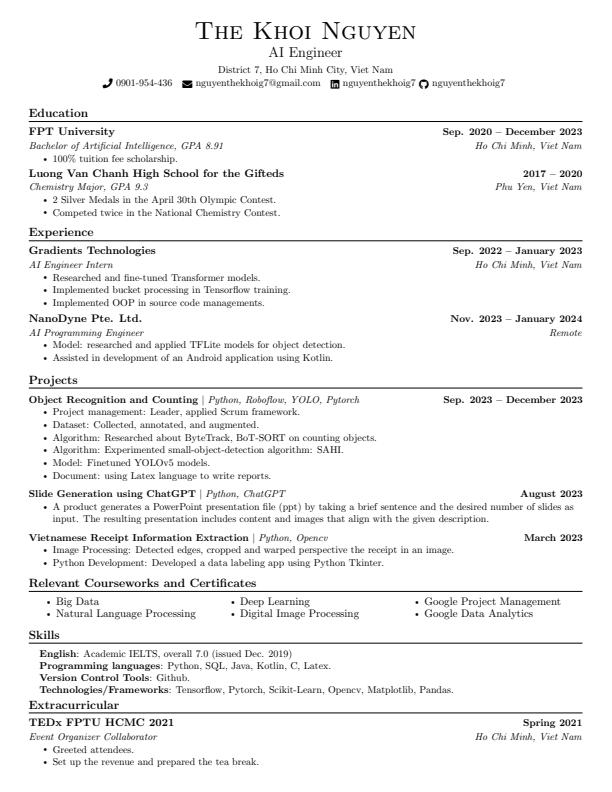 The Khoi Nguyen
AI Engineer
District 7, Ho Chi Minh City, Viet Nam
0901-954-436 nguyenthekhoig7@gmail.com nguyenthekhoig7 nguyenthekhoig7
Education
FPT University Sep. 2020 – December 2023
Bachelor of Artificial Intelligence, GPA 8.91 Ho Chi Minh, Viet Nam
• 100% tuition fee scholarship.
Luong Van Chanh High School for the Gifteds 2017 – 2020
Chemistry Major, GPA 9.3 Phu Yen, Viet Nam
• 2 Silver Medals in the April 30th Olympic Contest.
• Competed twice in the National Chemistry Contest.
Experience
Gradients Technologies Sep. 2022 – January 2023
AI Engineer Intern Ho Chi Minh, Viet Nam
• Researched and fine-tuned Transformer models.
• Implemented bucket processing in Tensorflow training.
• Implemented OOP in source code managements.
NanoDyne Pte. Ltd. Nov. 2023 – January 2024
AI Programming Engineer Remote
• Model: researched and applied TFLite models for object detection.
• Assisted in development of an Android application using Kotlin.
Projects
Object Recognition and Counting | Python, Roboflow, YOLO, Pytorch Sep. 2023 – December 2023
• Project management: Leader, applied Scrum framework.
• Dataset: Collected, annotated, and augmented.
• Algorithm: Researched about ByteTrack, BoT-SORT on counting objects.
• Algorithm: Experimented small-object-detection algorithm: SAHI.
• Model: Finetuned YOLOv5 models.
• Document: using Latex language to write reports.
Slide Generation using ChatGPT | Python, ChatGPT August 2023
• A product generates a PowerPoint presentation file (ppt) by taking a brief sentence and the desired number of slides as
input. The resulting presentation includes content and images that align with the given description.
Vietnamese Receipt Information Extraction | Python, Opencv March 2023
• Image Processing: Detected edges, cropped and warped perspective the receipt in an image.
• Python Development: Developed a data labeling app using Python Tkinter.
Relevant Courseworks and Certificates
• Big Data • Deep Learning • Google Project Management
• Natural Language Processing • Digital Image Processing • Google Data Analytics
Skills
English: Academic IELTS, overall 7.0 (issued Dec. 2019)
Programming languages: Python, SQL, Java, Kotlin, C, Latex.
Version Control Tools: Github.
Technologies/Frameworks: Tensorflow, Pytorch, Scikit-Learn, Opencv, Matplotlib, Pandas.
Extracurricular
TEDx FPTU HCMC 2021 Spring 2021
Event Organizer Collaborator Ho Chi Minh, Viet Nam
• Greeted attendees.
• Set up the revenue and prepared the tea break.